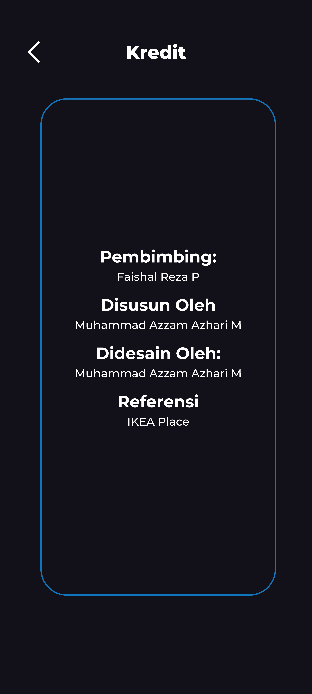 Kredit
Pembimbing:
Faishal Reza P
Disusun Oleh
Muhammad Azzam Azhari M
Didesain Oleh:
Muhammad Azzam Azhari M
Referensi
IKEA Place